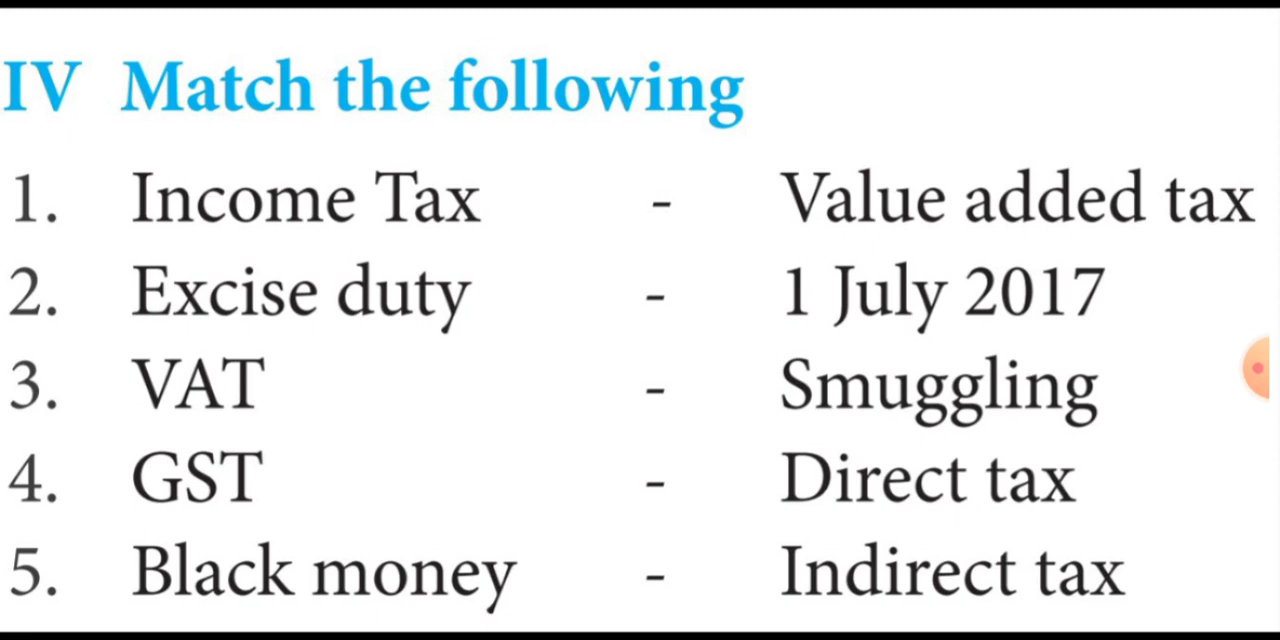 IV Match the following
1. Income Tax - Value added tax
2. Excise duty - 1 July 2017
3. VAT - Smuggling
4. GST - Direct tax
5. Black money - Indirect tax